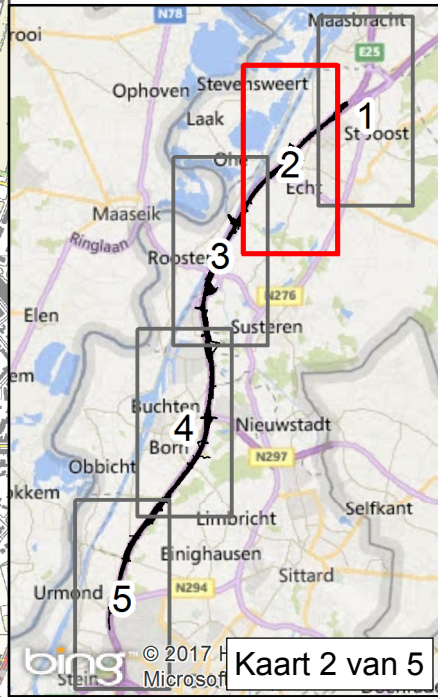 N78
Maasbracht
rooi
E25
Ophoven
Stevensweert
Laak
1
St Joost
Ohe
2
Echt
Maaseik
Ringlaan
Rooster
3
N276
Elen
Susteren
em
Buchten
4
Born
Nieuwstadt
N297
Obbicht
okkem
Selfkant
Limbricht
Einighausen
Sittard
Urmond
5
N294
bing
© 2017 H
Kaart 2 van 5
Stein
Microsof